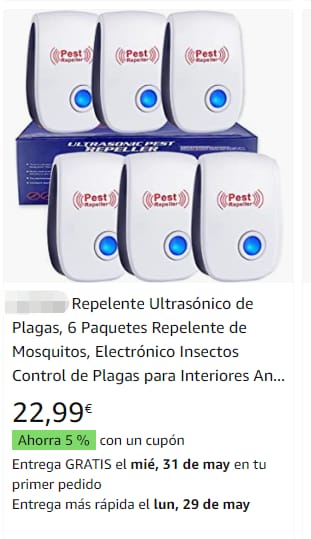 Pest
Repeller
Pest
Repeller
Pest
Repeller
ULTRASONIC PEST
REPELLER
Pest
Repeller
Pest
Repeller
Pest
Repeller
Repelente Ultrasónico de
Plagas, 6 Paquetes Repelente de
Mosquitos, Electrónico Insectos
Control de Plagas para Interiores An...
22,99€
Ahorra 5 % con un cupón
Entrega GRATIS el mié, 31 de may en tu
primer pedido
Entrega más rápida el lun, 29 de may